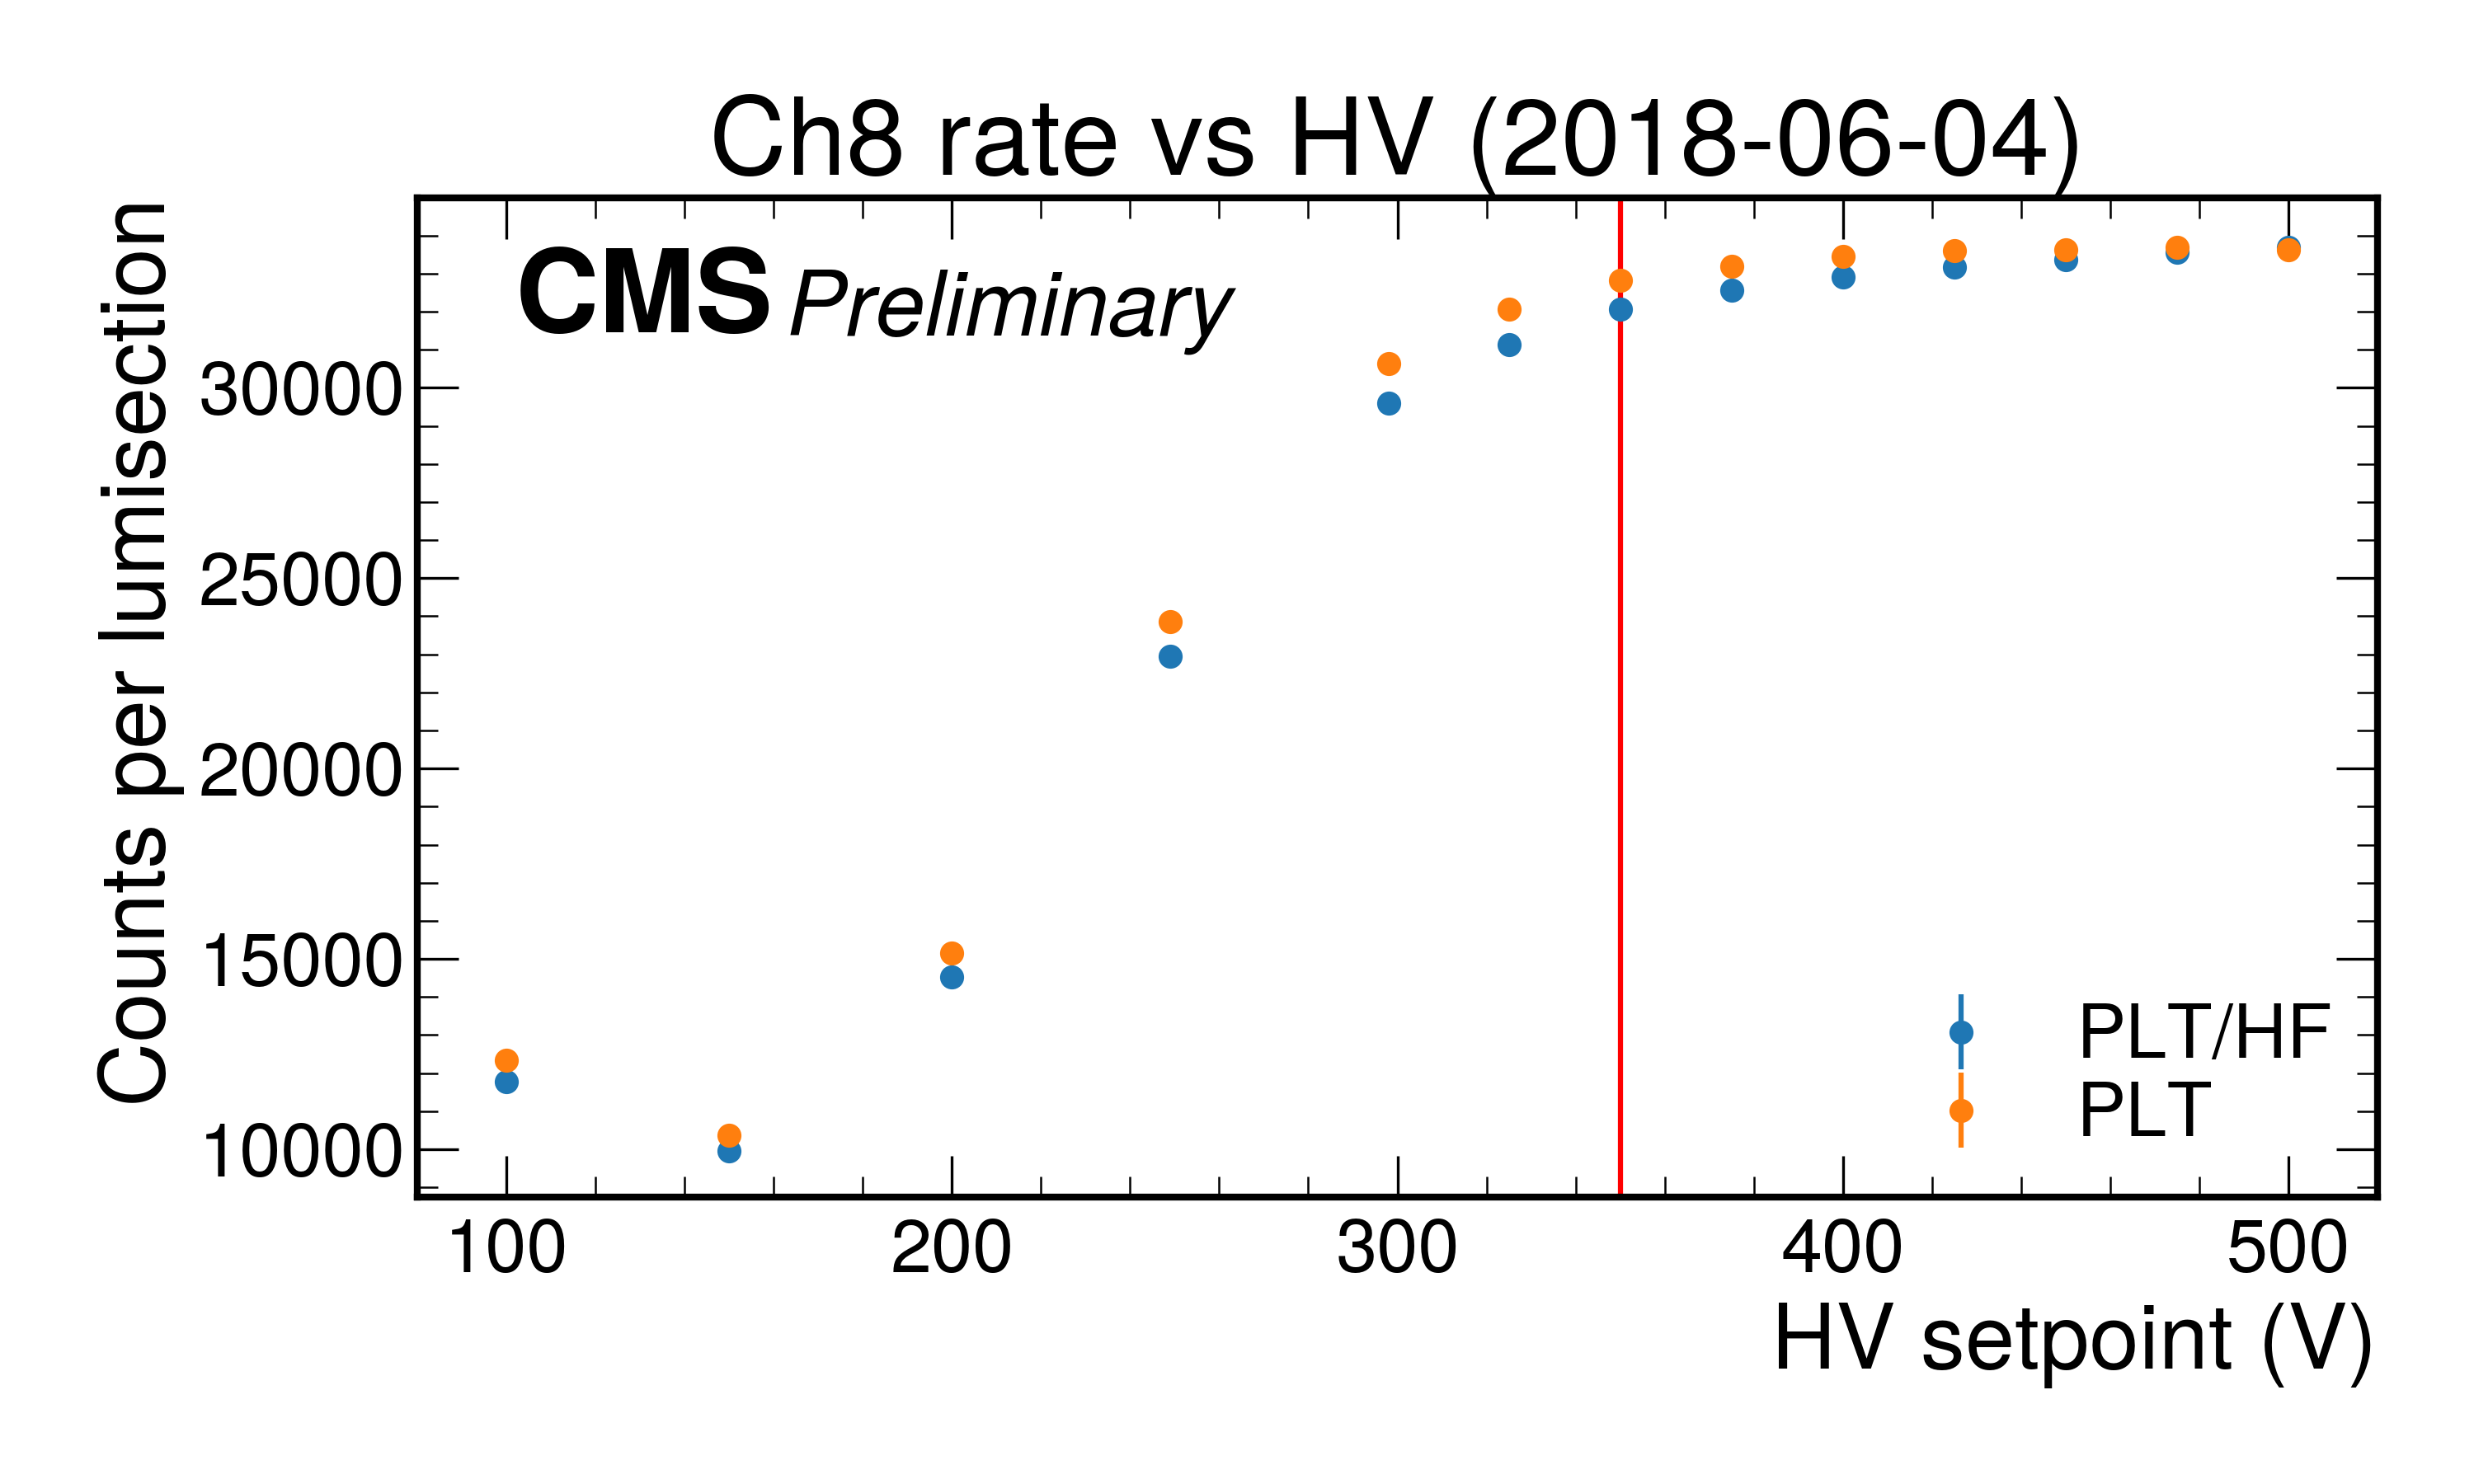 Ch8 rate vs HV (2018-06-04)
CMS Preliminary
Counts per lumisection
30000
25000
20000
15000
10000
PLT/HF
PLT
100 200 300 400 500
HV setpoint (V)